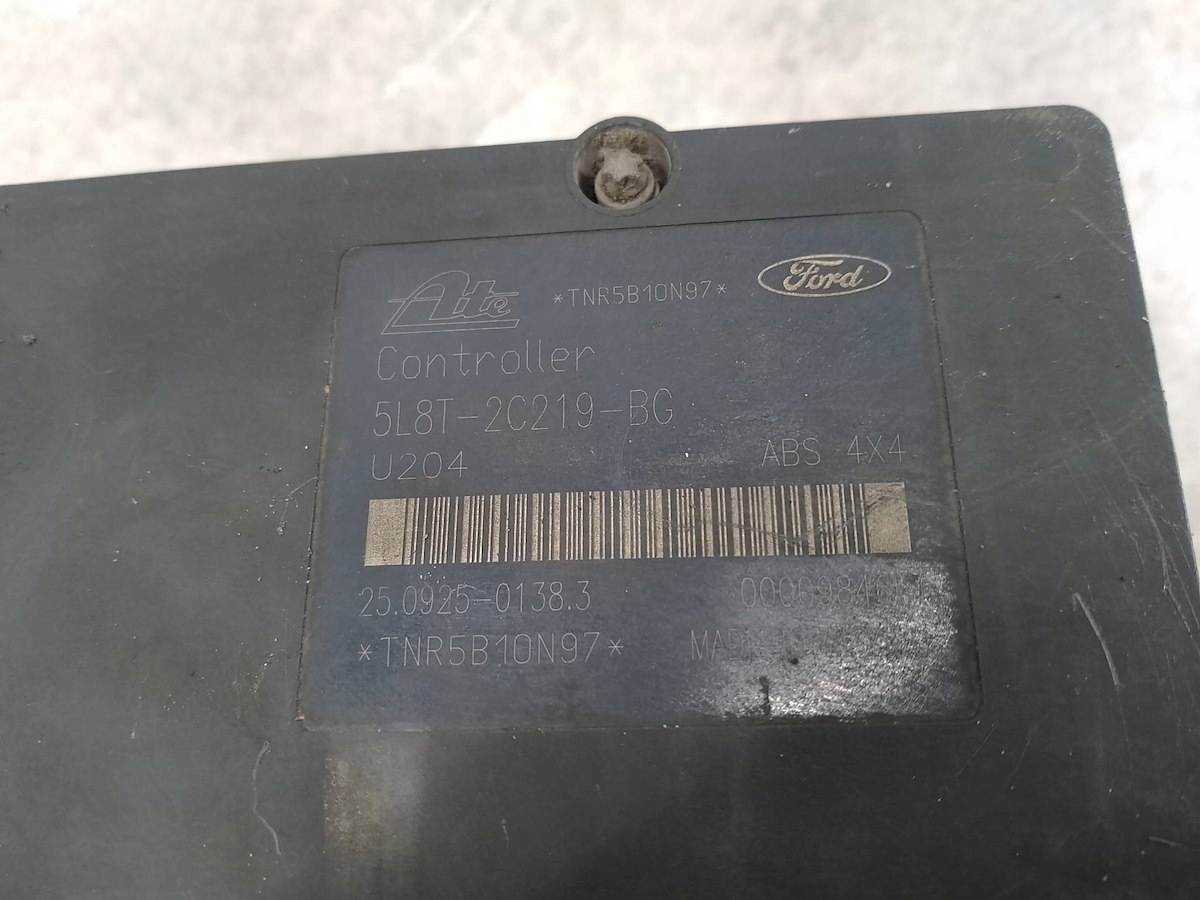 Ate *TNR5B10N97* Ford
Controller
5L8T-2C219-BG
U204 ABS 4X4
25.0925-0138.3
*TNR5B10N97*